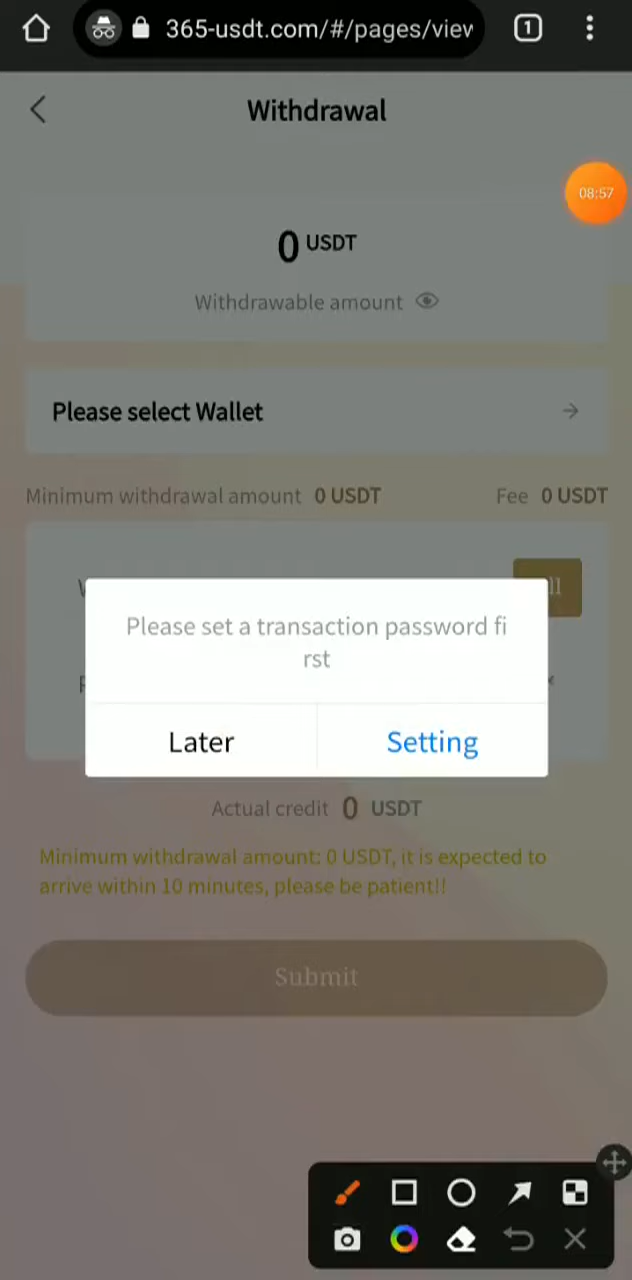 365-usdt.com/#/pages/view
1
Withdrawal
08:57
0 USDT
Withdrawable amount
Please select Wallet
Minimum withdrawal amount 0 USDT Fee 0 USDT
Please set a transaction password fi
rst
Later Setting
Actual credit 0 USDT
Minimum withdrawal amount: 0 USDT, it is expected to
arrive within 10 minutes, please be patient!!
Submit